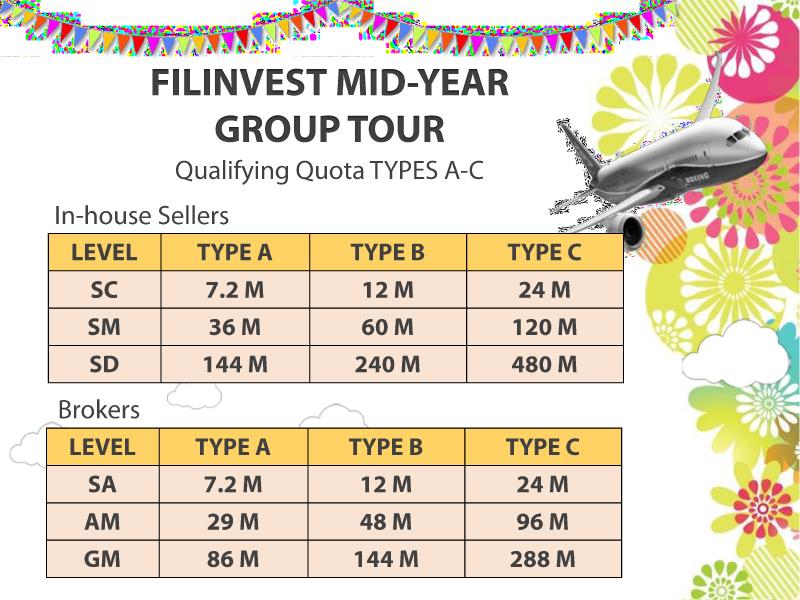 FILINVEST MID-YEAR
GROUP TOUR
Qualifying Quota TYPES A-C
In-house Sellers
LEVEL TYPE A TYPE B TYPE C
SC 7.2 M 12 M 24 M
SM 36 M 60 M 120 M
SD 144 M 240 M 480 M
Brokers
LEVEL TYPE A TYPE B TYPE C
SA 7.2 M 12 M 24 M
AM 29 M 48 M 96 M
GM 86 M 144 M 288 M
BOEING